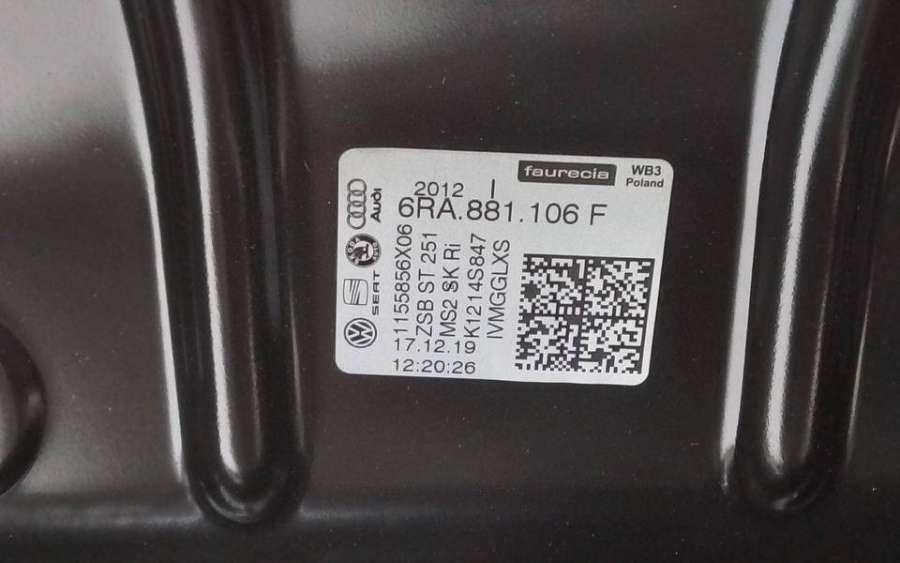 faurecia
WB3
Poland
2012 I
6RA.881.106 F
Audi
SEAT
1155856X06
ZSB ST 251
MS2 SK Ri
K1214S847
IVMGGLXS
17.12.19
12:20:26